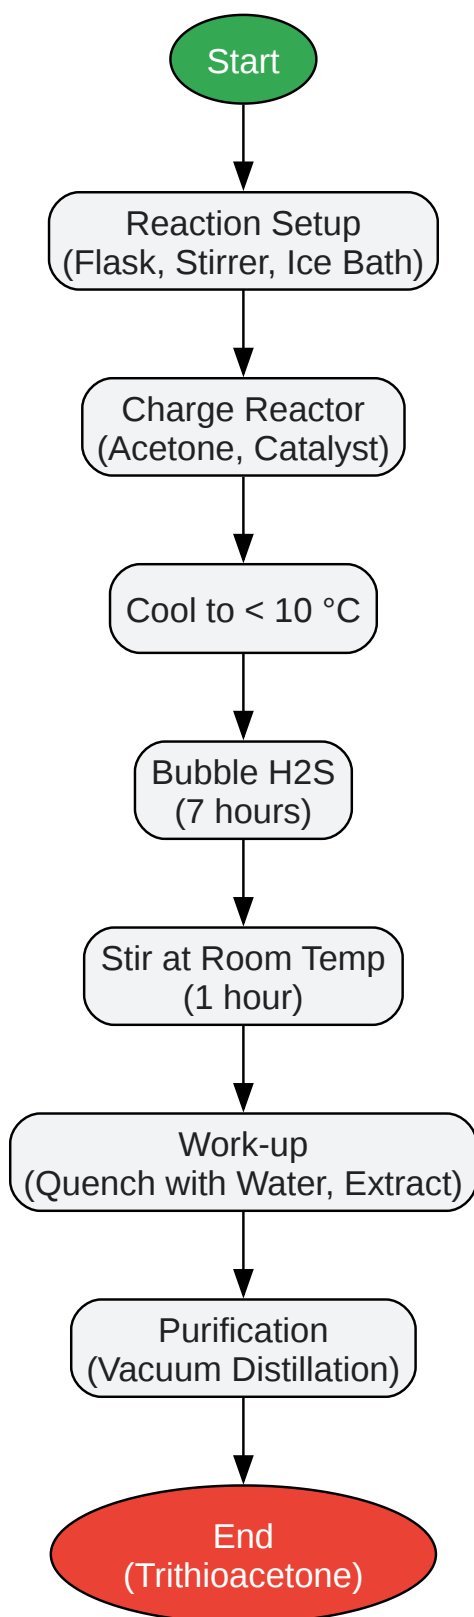 Start
Reaction Setup
(Flask, Stirrer, Ice Bath)
Charge Reactor
(Acetone, Catalyst)
Cool to < 10 °C
Bubble H2S
(7 hours)
Stir at Room Temp
(1 hour)
Work-up
(Quench with Water, Extract)
Purification
(Vacuum Distillation)
End
(Trithioacetone)